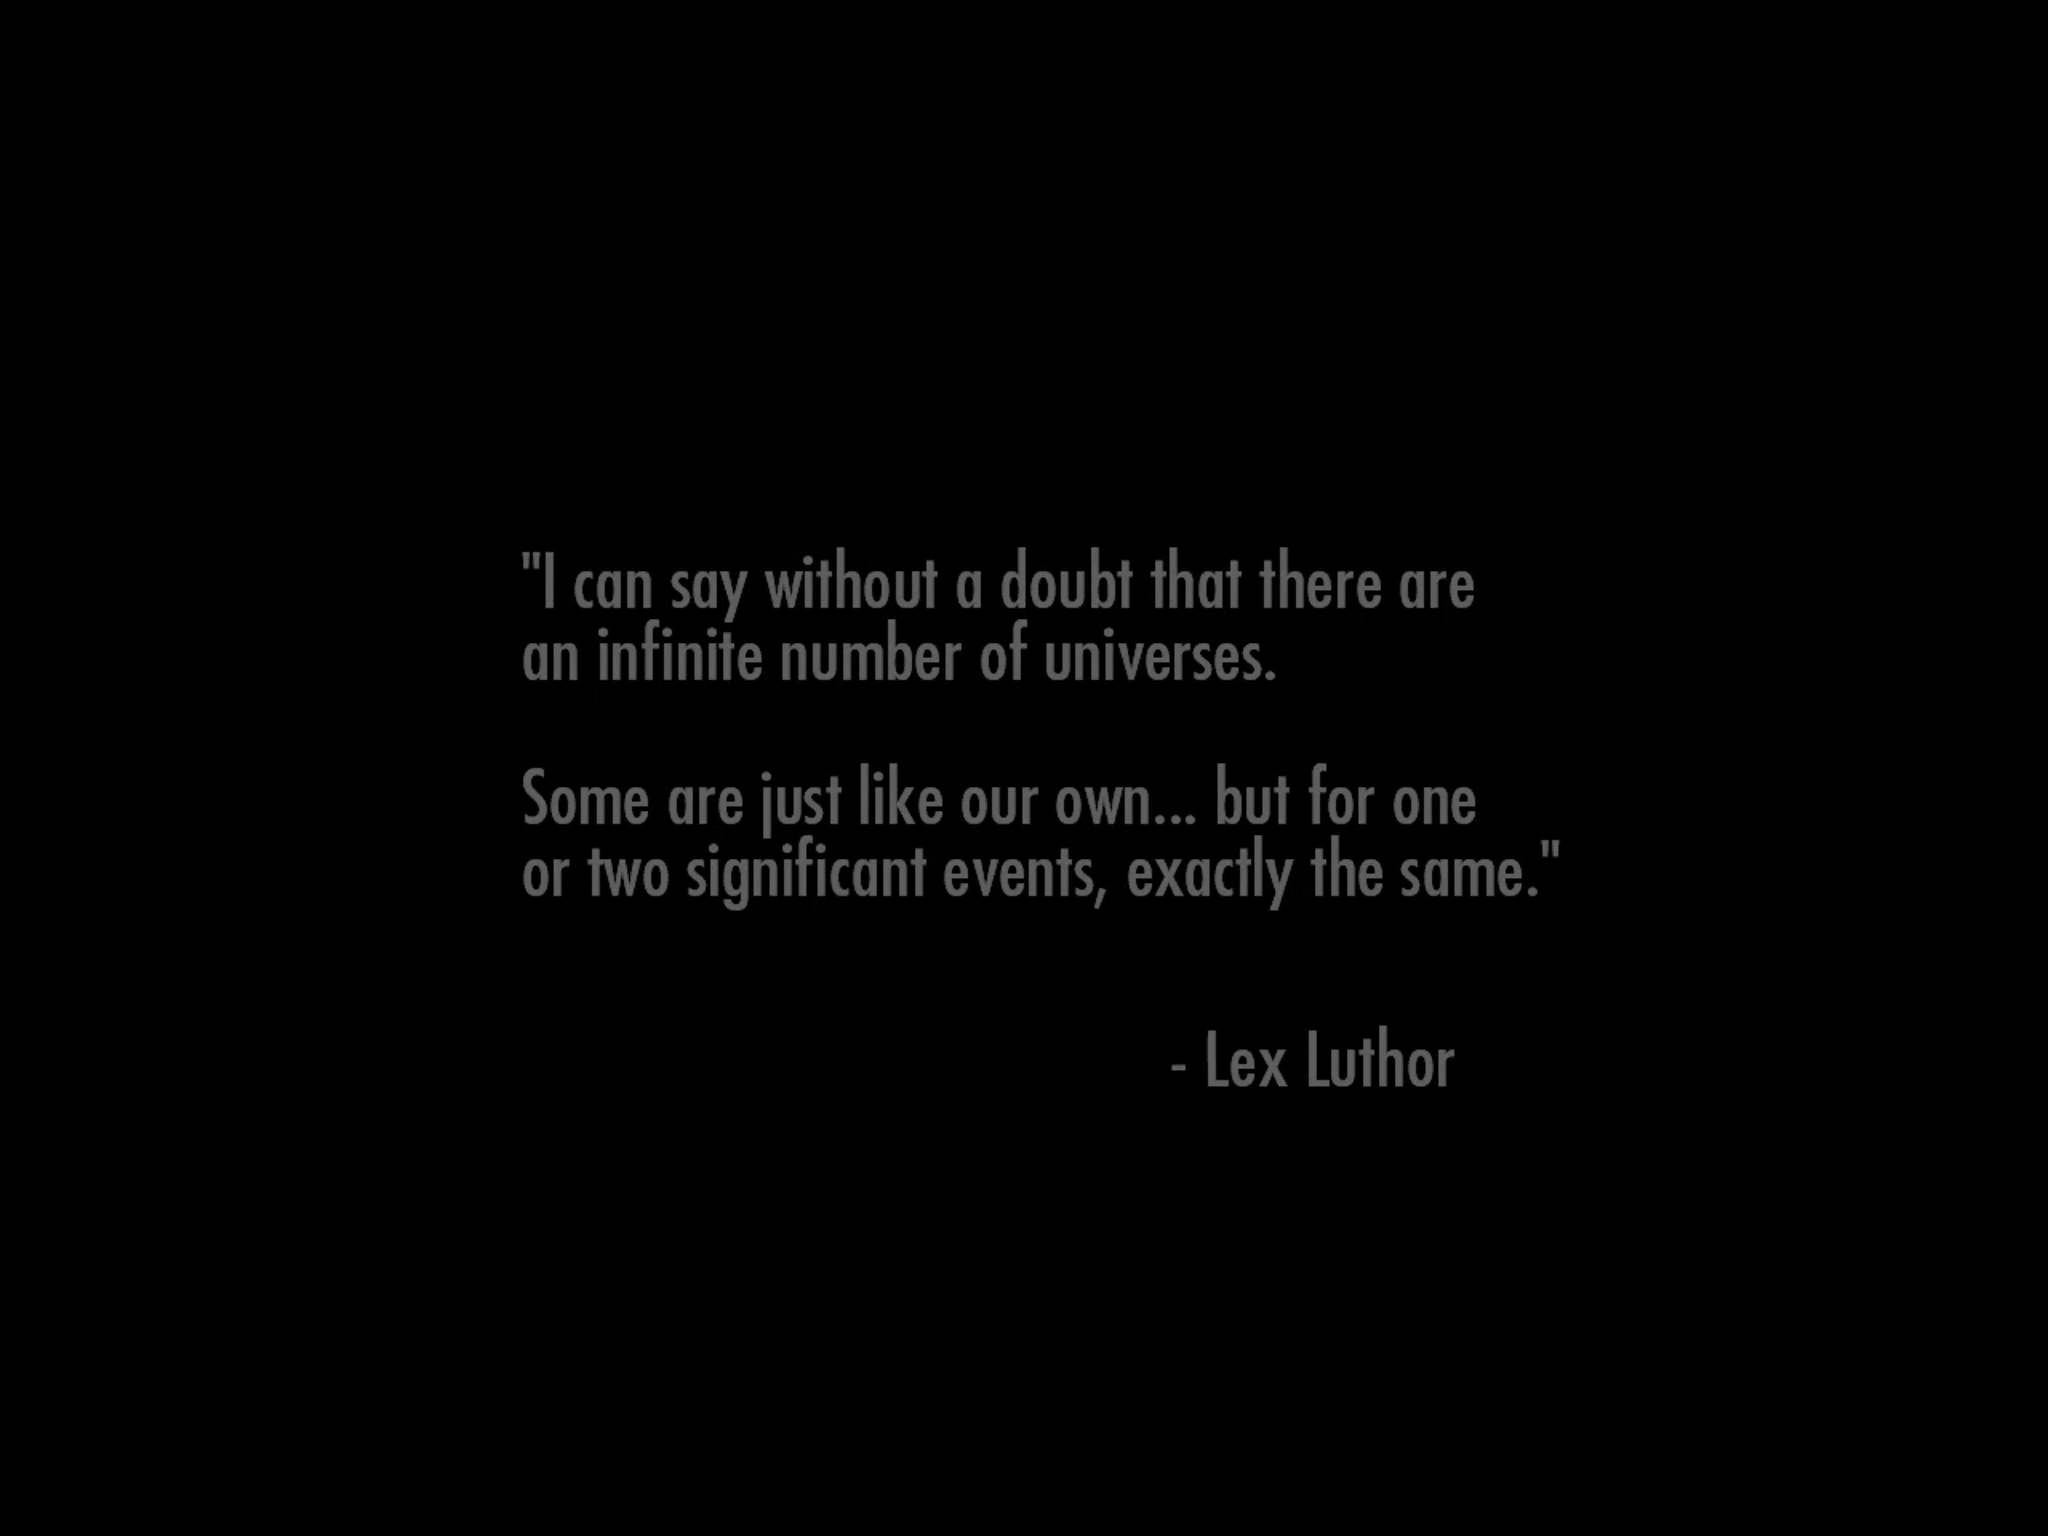 "I can say without a doubt that there are
an infinite number of universes.
Some are just like our own... but for one
or two significant events, exactly the same."
- Lex Luthor